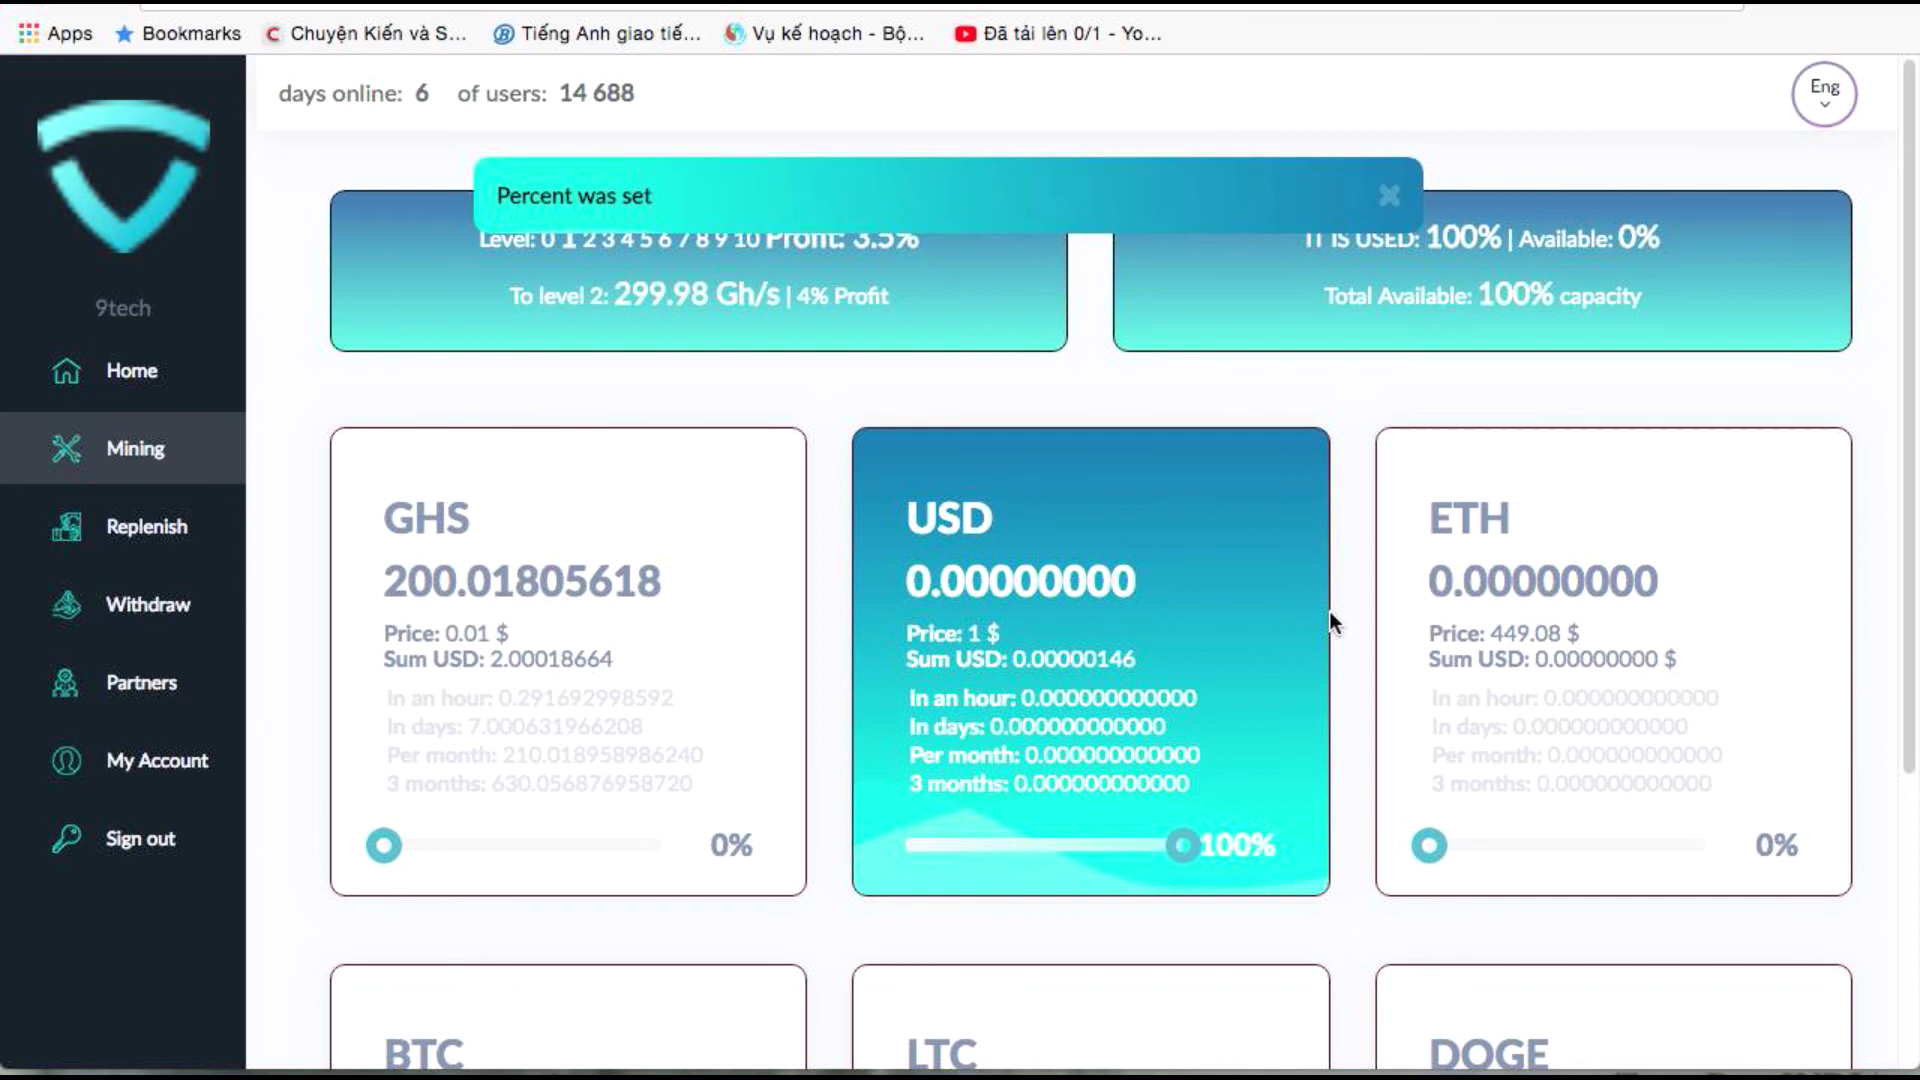 Apps
Bookmarks
Chuyện Kiến và S...
Tiếng Anh giao tiế...
Vụ kế hoạch - Bộ...
Đã tải lên 0/1 - Yo...
days online: 6 of users: 14 688
Eng
Percent was set
Level: 0 1 2 3 4 5 6 7 8 9 10 Profit: 3.5%
To level 2: 299.98 Gh/s | 4% Profit
IT IS USED: 100% | Available: 0%
Total Available: 100% capacity
9tech
Home
Mining
Replenish
Withdraw
Partners
My Account
Sign out
GHS
200.01805618
Price: 0.01 $
Sum USD: 2.00018664
In an hour: 0.291692998592
In days: 7.000631966208
Per month: 210.018958986240
3 months: 630.056876958720
0%
USD
0.00000000
Price: 1 $
Sum USD: 0.00000146
In an hour: 0.000000000000
In days: 0.000000000000
Per month: 0.000000000000
3 months: 0.000000000000
100%
ETH
0.00000000
Price: 449.08 $
Sum USD: 0.00000000 $
In an hour: 0.000000000000
In days: 0.000000000000
Per month: 0.000000000000
3 months: 0.000000000000
0%
BTC
LTC
DOGE